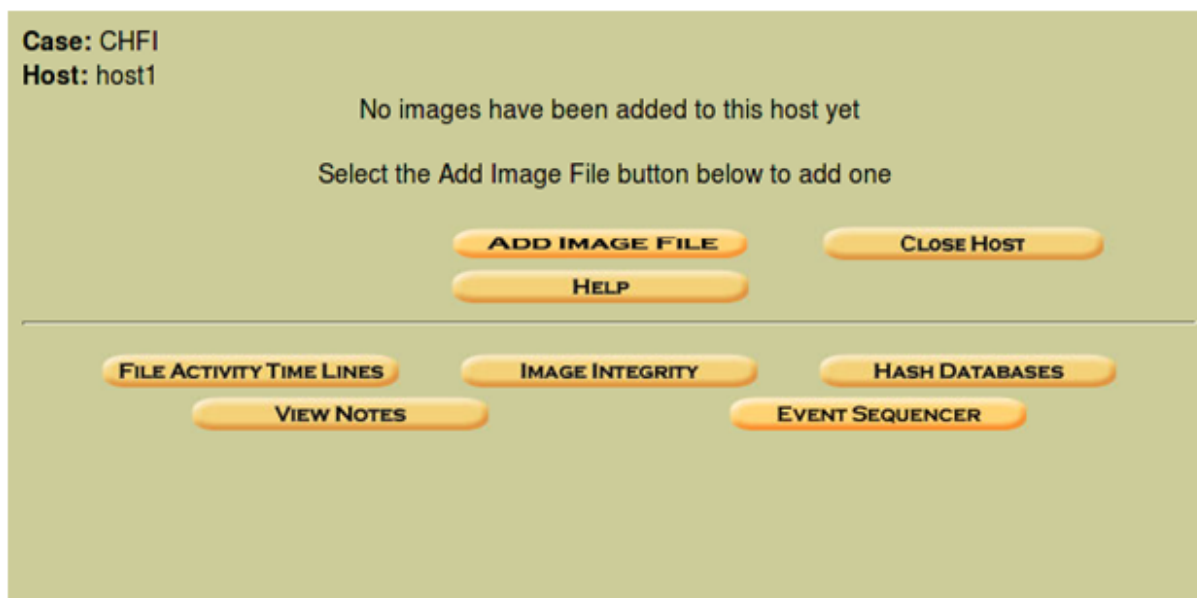 Case: CHFI
Host: host1
No images have been added to this host yet
Select the Add Image File button below to add one
ADD IMAGE FILE CLOSE HOST
HELP
FILE ACTIVITY TIME LINES IMAGE INTEGRITY HASH DATABASES
VIEW NOTES EVENT SEQUENCER